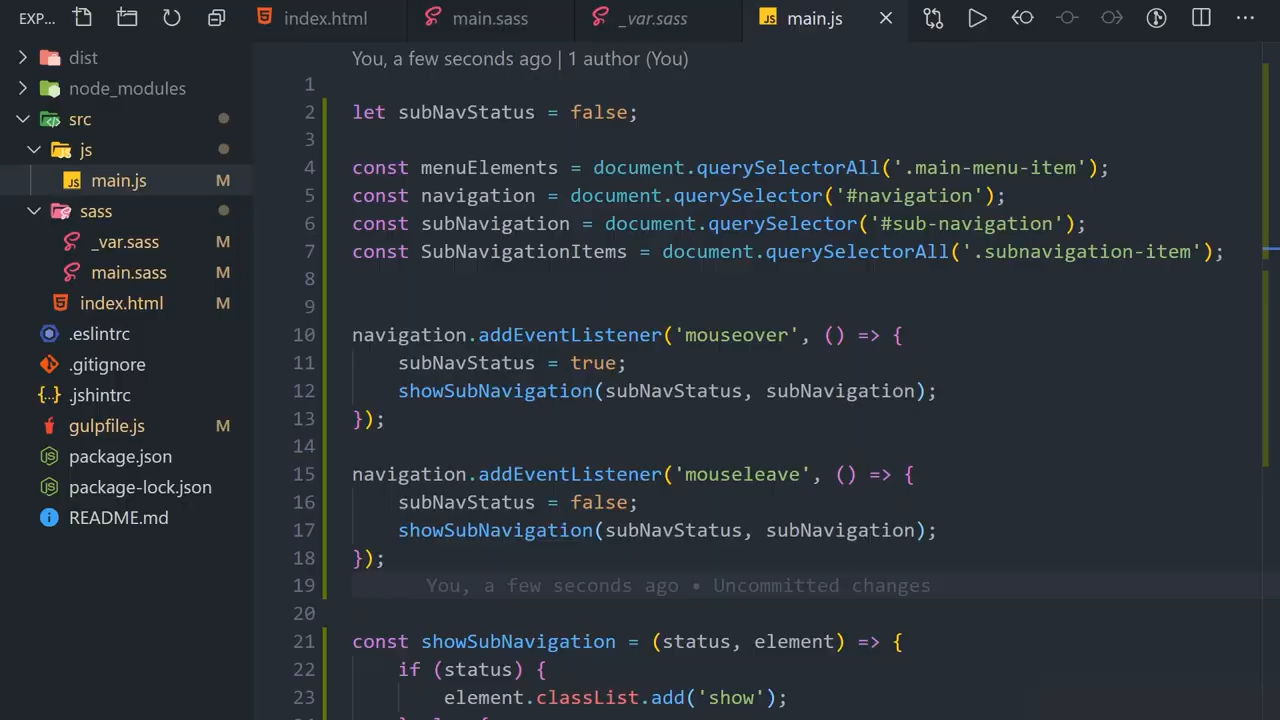 EXP...
index.html
main.sass
_var.sass
JS main.js
dist
node_modules
src
js
JS main.js M
sass
_var.sass M
main.sass M
index.html M
.eslintrc
.gitignore
{.} .jshintrc
gulpfile.js M
package.json
package-lock.json
README.md
You, a few seconds ago | 1 author (You)
1
2 let subNavStatus = false;
3
4 const menuElements = document.querySelectorAll('.main-menu-item');
5 const navigation = document.querySelector('#navigation');
6 const subNavigation = document.querySelector('#sub-navigation');
7 const SubNavigationItems = document.querySelectorAll('.subnavigation-item');
8
9
10 navigation.addEventListener('mouseover', () => {
11 subNavStatus = true;
12 showSubNavigation(subNavStatus, subNavigation);
13 });
14
15 navigation.addEventListener('mouseleave', () => {
16 subNavStatus = false;
17 showSubNavigation(subNavStatus, subNavigation);
18 });
19 You, a few seconds ago • Uncommitted changes
20
21 const showSubNavigation = (status, element) => {
22 if (status) {
23 element.classList.add('show');